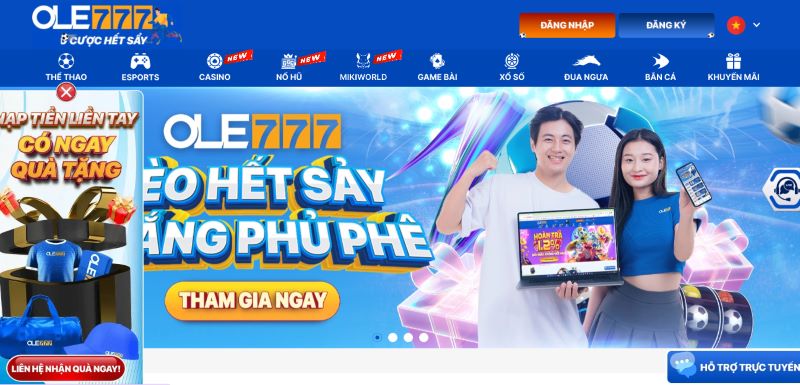 OLE777
CƯỢC HẾT SẨY
ĐĂNG NHẬP
ĐĂNG KÝ
THỂ THAO
ESPORTS
CASINO
NEW
NỔ HŨ
NEW
MIKIWORLD
NEW
GAME BÀI
XỔ SỐ
ĐUA NGỰA
BẮN CÁ
KHUYẾN MÃI
NẠP TIỀN LIỀN TAY
CÓ NGAY
QUÀ TẶNG
OLE777
OLE777
LIÊN HỆ NHẬN QUÀ NGAY!
OLE777
ÈO HẾT SẢY
ẮNG PHỦ PHÊ
THAM GIA NGAY
HOÀN TRẢ
1.2%
OLE777
HỖ TRỢ TRỰC TUYẾN